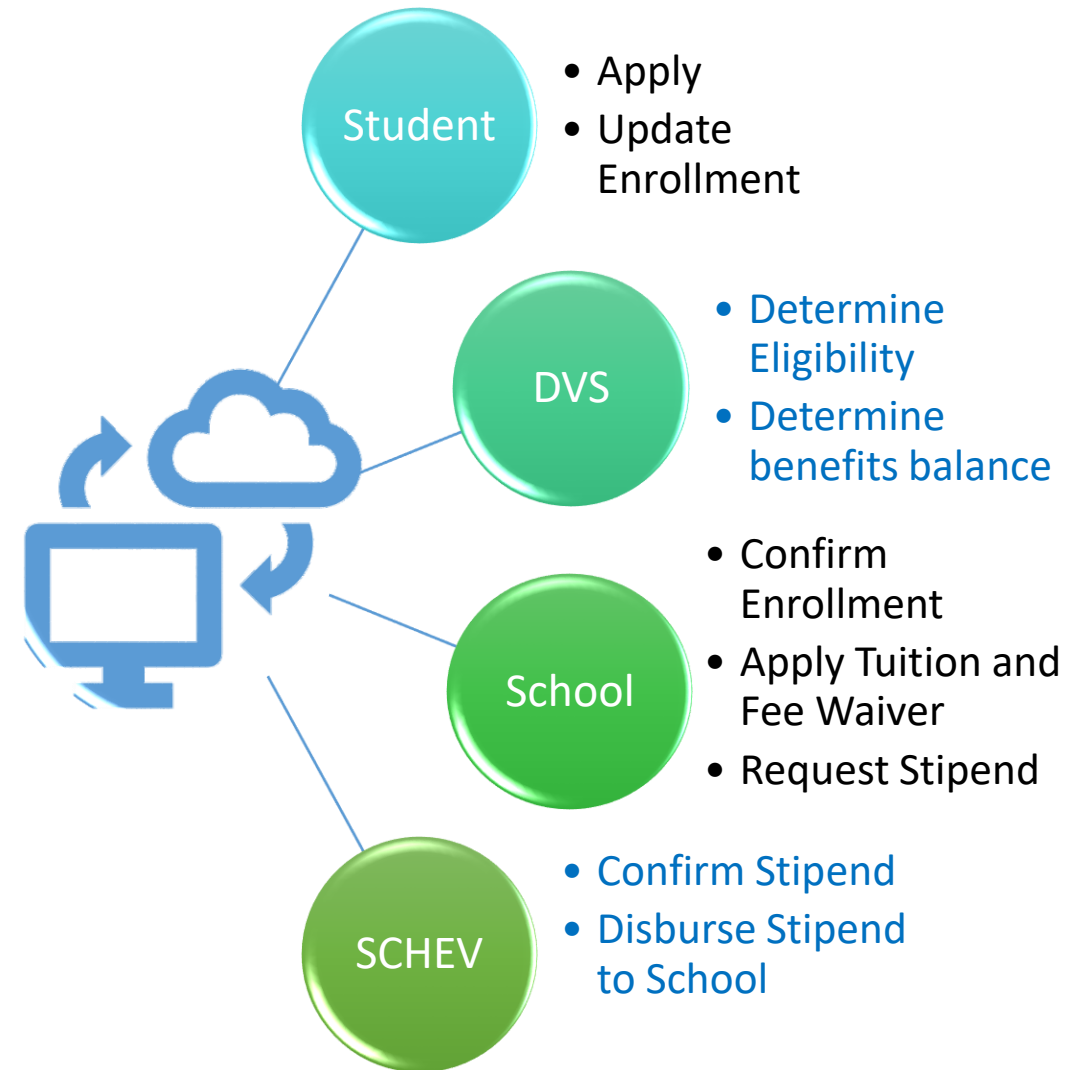 Student
• Apply
• Update
Enrollment
DVS
• Determine
Eligibility
• Determine
benefits balance
School
• Confirm
Enrollment
• Apply Tuition and
Fee Waiver
• Request Stipend
SCHEV
• Confirm Stipend
• Disburse Stipend
to School